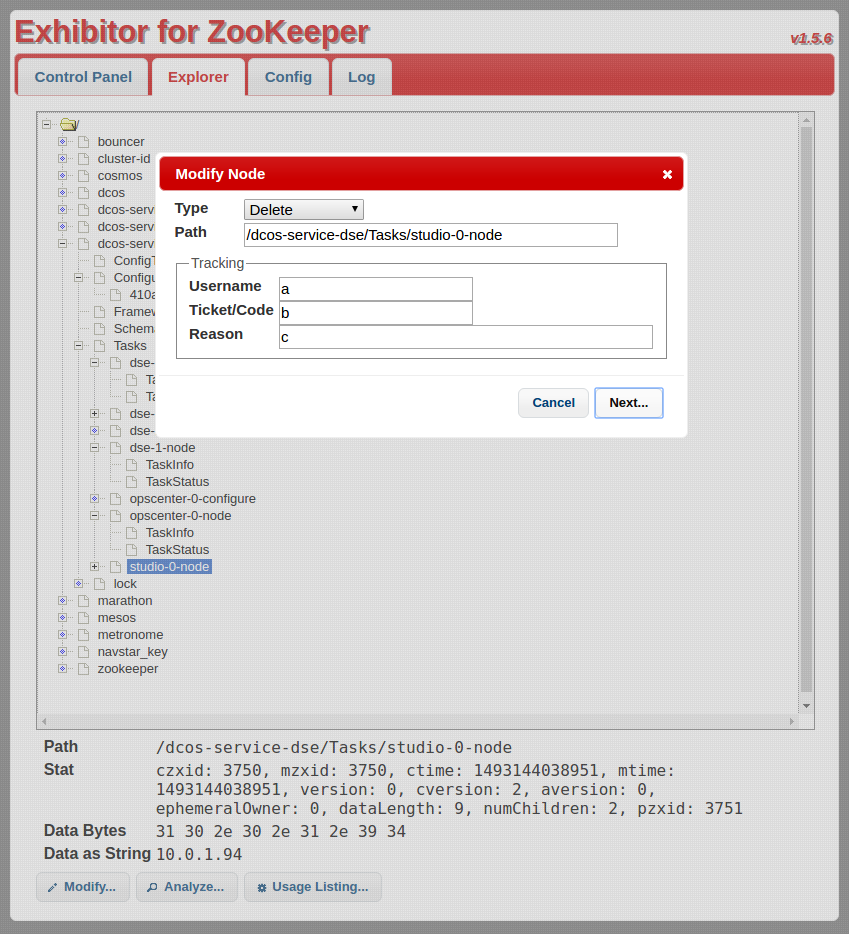 Exhibitor for ZooKeeper
v1.5.6
Control Panel Explorer Config Log
/
bouncer
cluster-id
cosmos
dcos
dcos-servi
dcos-servi
dcos-servi
ConfigT
Configu
410a
Framew
Schema
Tasks
dse-
Ta
Ta
dse-
dse-
dse-1-node
TaskInfo
TaskStatus
opscenter-0-configure
opscenter-0-node
TaskInfo
TaskStatus
studio-0-node
lock
marathon
mesos
metronome
navstar_key
zookeeper
Modify Node
Type Delete
Path /dcos-service-dse/Tasks/studio-0-node
Tracking
Username a
Ticket/Code b
Reason c
Cancel Next...
Path /dcos-service-dse/Tasks/studio-0-node
Stat czxid: 3750, mzxid: 3750, ctime: 1493144038951, mtime:
1493144038951, version: 0, cversion: 2, aversion: 0,
ephemeralOwner: 0, dataLength: 9, numChildren: 2, pzxid: 3751
Data Bytes 31 30 2e 30 2e 31 2e 39 34
Data as String 10.0.1.94
Modify... Analyze... Usage Listing...